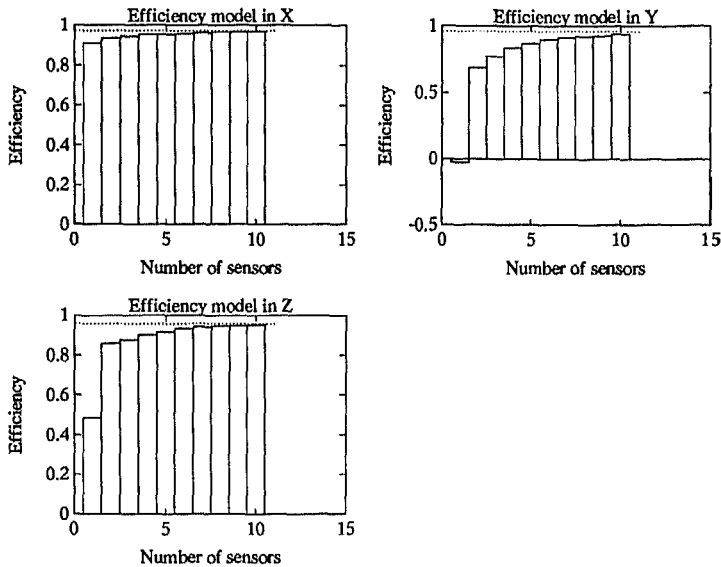 Efficiency model in X
1
0.8
0.6
0.4
0.2
0
Efficiency
0 5 10 15
Number of sensors
Efficiency model in Y
1
0.5
0
-0.5
Efficiency
0 5 10 15
Number of sensors
Efficiency model in Z
1
0.8
0.6
0.4
0.2
0
Efficiency
0 5 10 15
Number of sensors